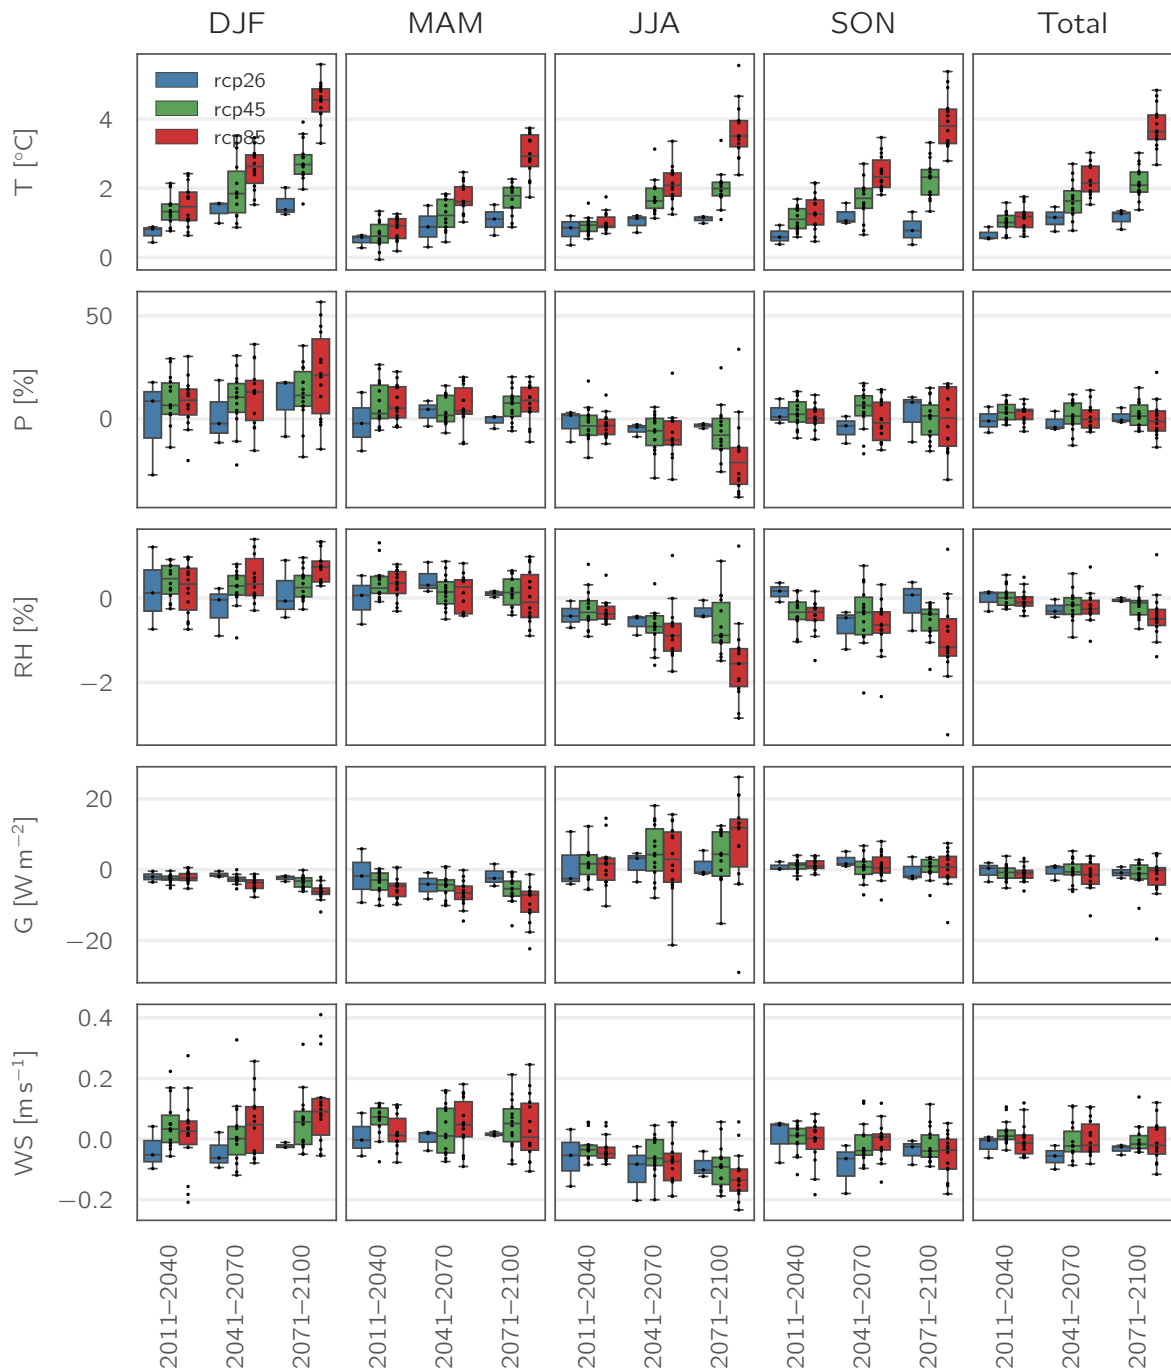 DJF MAM JJA SON Total
rcp26
rcp45
rcp85
T [°C]
4
2
0
P [%]
50
0
RH [%]
0
−2
G [W m−2]
20
0
−20
WS [m s−1]
0.4
0.2
0.0
−0.2
2011–2040 2041–2070 2071–2100 2011–2040 2041–2070 2071–2100 2011–2040 2041–2070 2071–2100 2011–2040 2041–2070 2071–2100 2011–2040 2041–2070 2071–2100